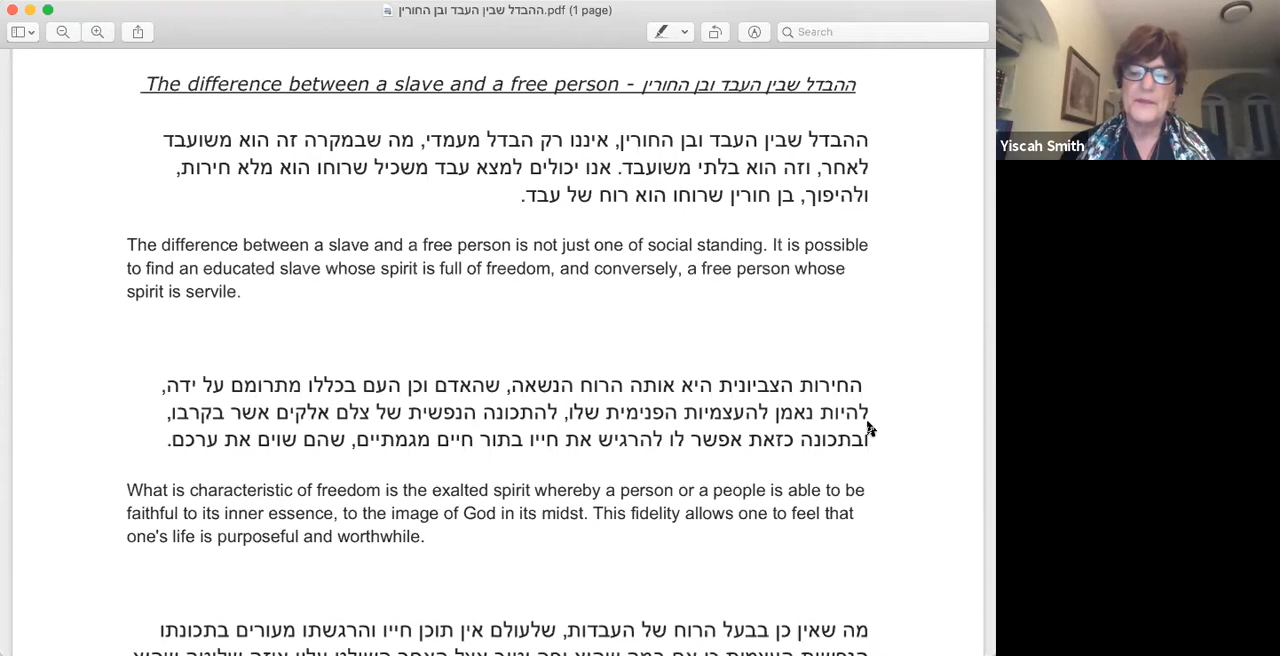 ההבדל שבין העבד ובן החורין.pdf (1 page)
Search
The difference between a slave and a free person - ההבדל שבין העבד ובן החורין
ההבדל שבין העבד ובן החורין, איננו רק הבדל מעמדי, מה שבמקרה זה הוא משועבד
לאחר, וזה הוא בלתי משועבד. אנו יכולים למצא עבד משכיל שרוחו הוא מלא חירות,
ולהיפוך, בן חורין שרוחו הוא רוח של עבד.
The difference between a slave and a free person is not just one of social standing. It is possible
to find an educated slave whose spirit is full of freedom, and conversely, a free person whose
spirit is servile.
החירות הצביונית היא אותה הרוח הנשאה, שהאדם וכן העם בכללו מתרומם על ידה,
להיות נאמן להעצמיות הפנימית שלו, להתכונה הנפשית של צלם אלקים אשר בקרבו,
ובתכונה כזאת אפשר לו להרגיש את חייו בתור חיים מגמתיים, שהם שוים את ערכם.
What is characteristic of freedom is the exalted spirit whereby a person or a people is able to be
faithful to its inner essence, to the image of God in its midst. This fidelity allows one to feel that
one's life is purposeful and worthwhile.
מה שאין כן בבעל הרוח של העבדות, שלעולם אין תוכן חייו והרגשתו מעורים בתכונתו
Yiscah Smith